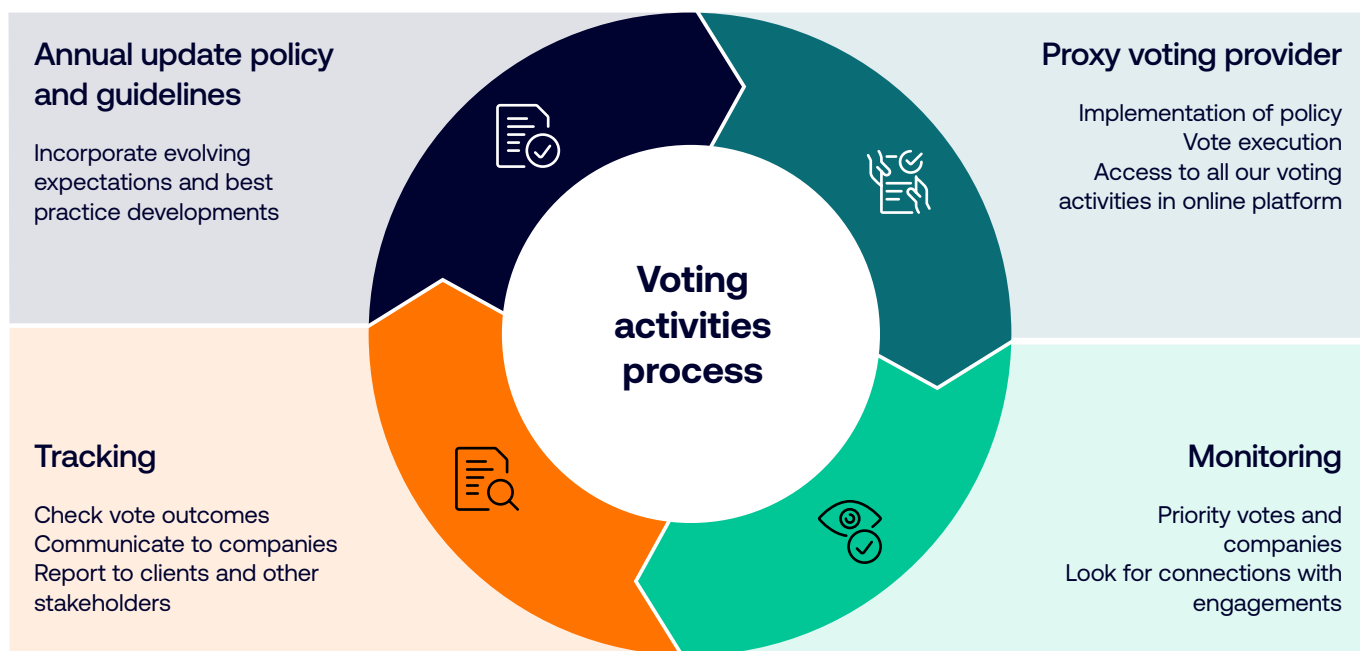 Annual update policy
and guidelines
Incorporate evolving
expectations and best
practice developments
Proxy voting provider
Implementation of policy
Vote execution
Access to all our voting
activities in online platform
Voting
activities
process
Tracking
Check vote outcomes
Communicate to companies
Report to clients and other
stakeholders
Monitoring
Priority votes and
companies
Look for connections with
engagements